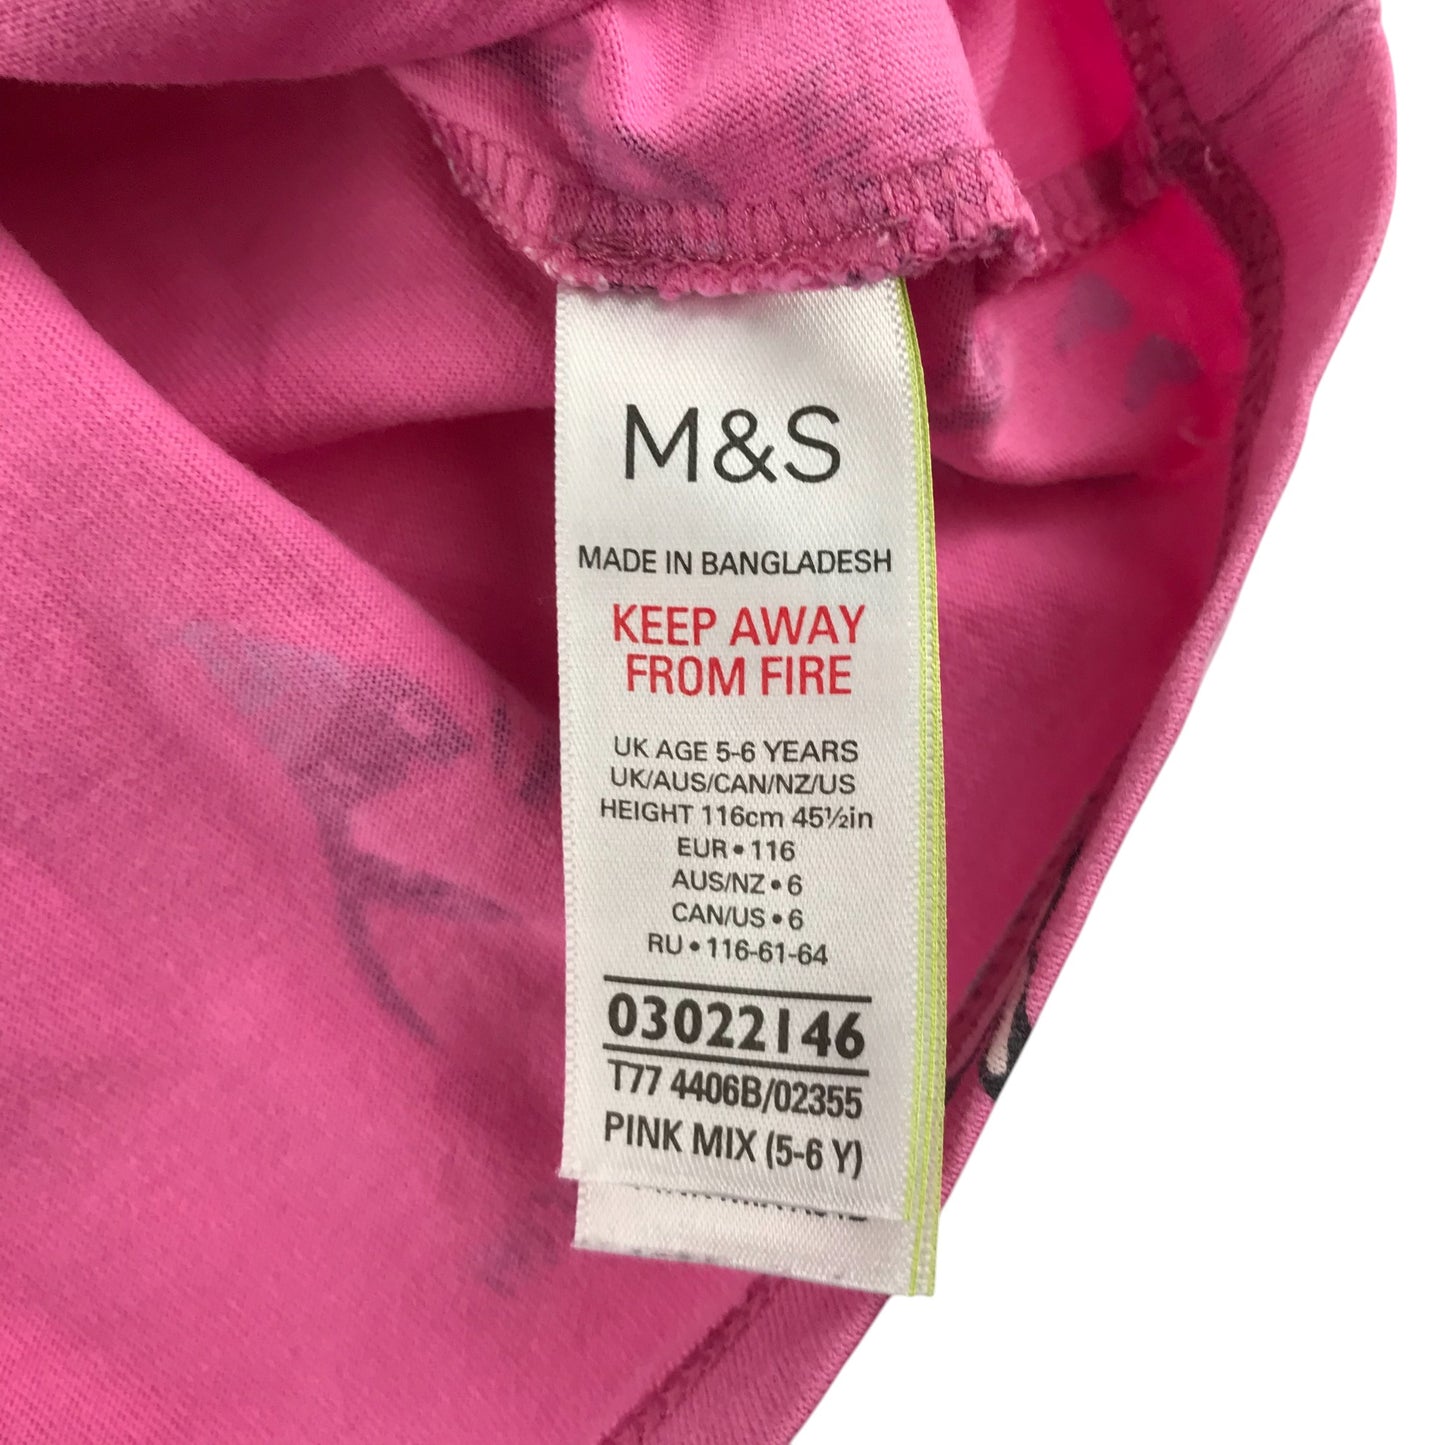 M&S
MADE IN BANGLADESH
KEEP AWAY
FROM FIRE
UK AGE 5-6 YEARS
UK/AUS/CAN/NZ/US
HEIGHT 116cm 45½in
EUR • 116
AUS/NZ • 6
CAN/US • 6
RU • 116-61-64
03022146
T77 4406B/02355
PINK MIX (5-6 Y)